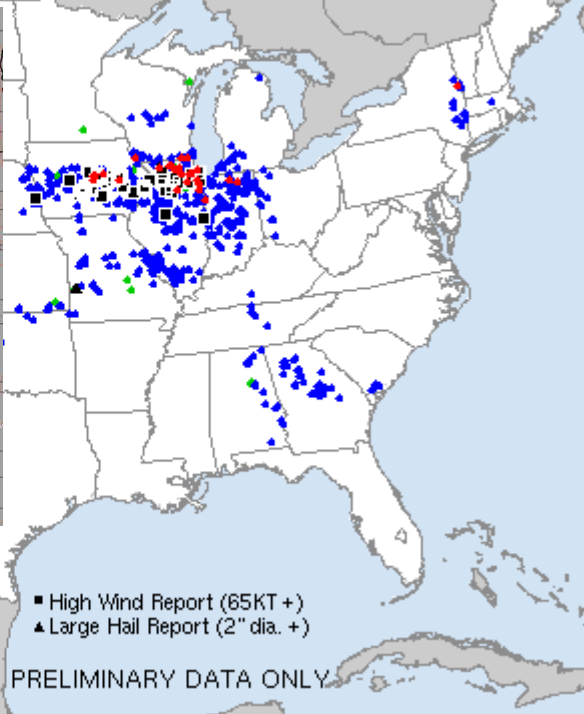 High Wind Report (65KT +)
Large Hail Report (2" dia. +)
PRELIMINARY DATA ONLY